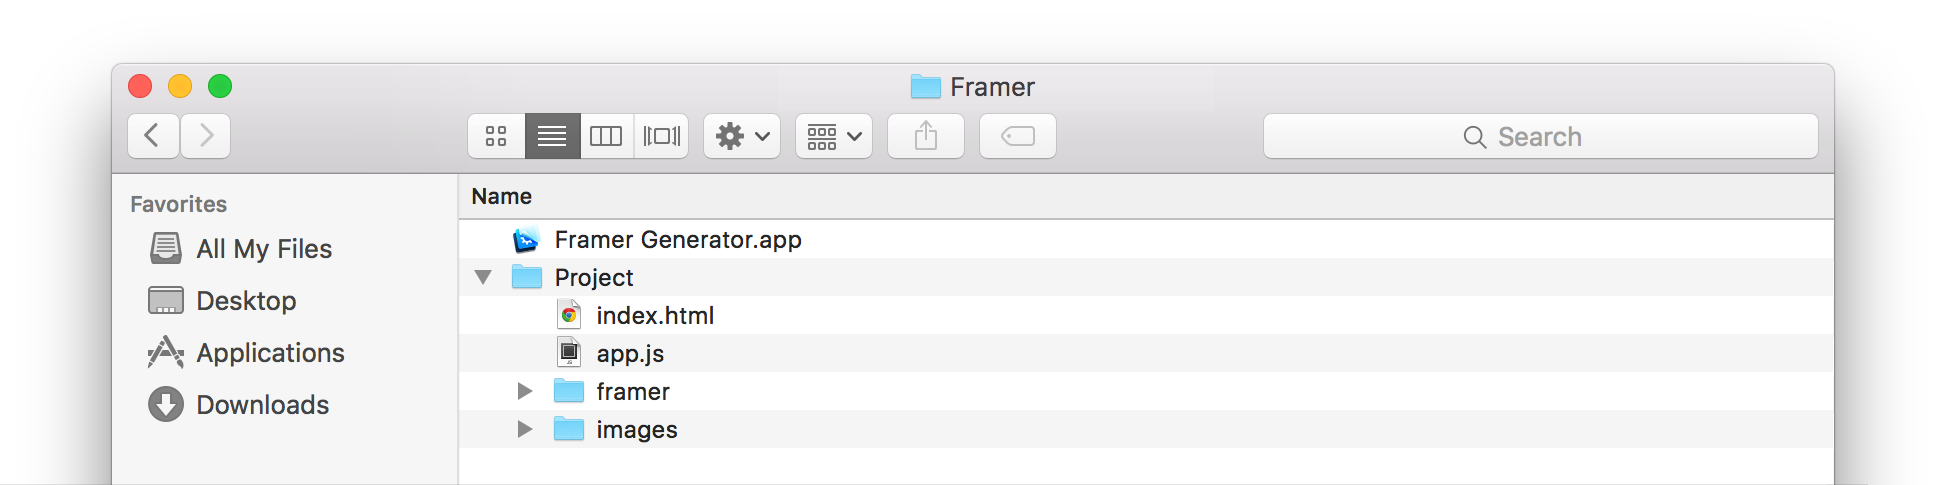 Framer
Search
Favorites
All My Files
Desktop
Applications
Downloads
Name
Framer Generator.app
Project
index.html
app.js
framer
images